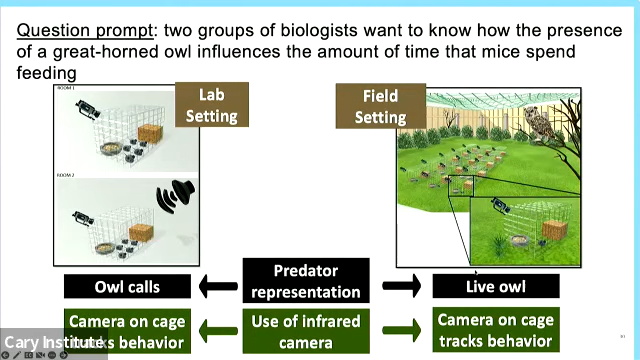 Question prompt: two groups of biologists want to know how the presence
of a great-horned owl influences the amount of time that mice spend
feeding
ROOM 1
Lab
Setting
Field
Setting
ROOM 2
Predator
representation
Owl calls
Live owl
Camera on cage
tracks behavior
Use of infrared
camera
Camera on cage
tracks behavior
Cary Institute